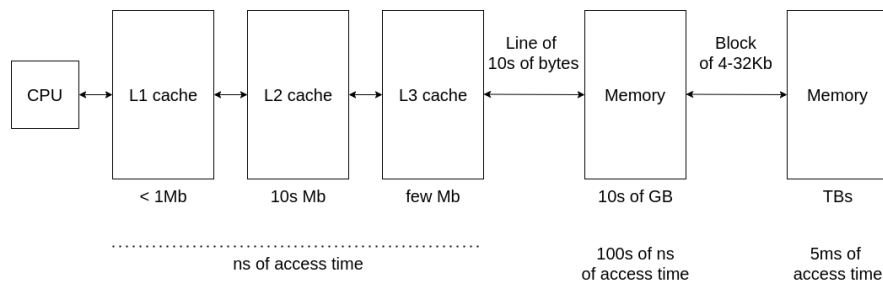 Line of
10s of bytes
Block
of 4-32Kb
CPU
L1 cache
L2 cache
L3 cache
Memory
Memory
< 1Mb
10s Mb
few Mb
10s of GB
TBs
ns of access time
100s of ns
of access time
5ms of
access time